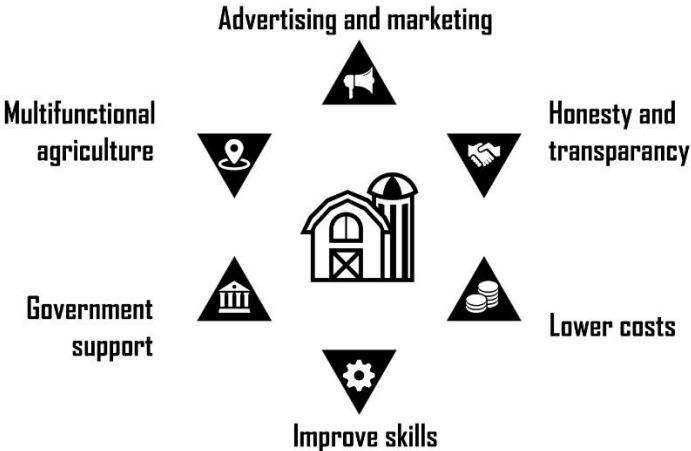 Advertising and marketing
Multifunctional
agriculture
Honesty and
transparancy
Government
support
Lower costs
Improve skills